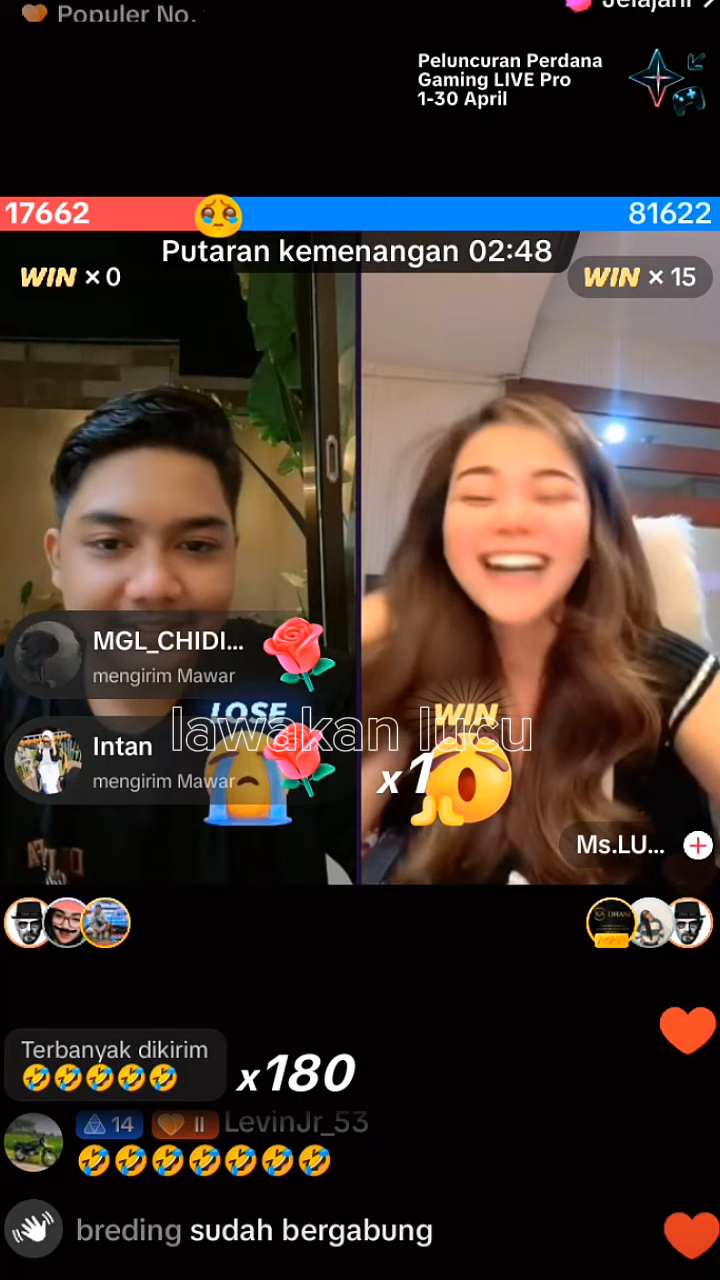 Populer No.
Jelajahi
Peluncuran Perdana
Gaming LIVE Pro
1-30 April
17662
81622
Putaran kemenangan 02:48
WIN × 0
WIN × 15
MGL_CHIDI...
mengirim Mawar
LOSE
WIN
lawakan lucu
Intan
mengirim Mawar
x1
Ms.LU...
Terbanyak dikirim
x180
14
II
LevinJr_53
breding sudah bergabung